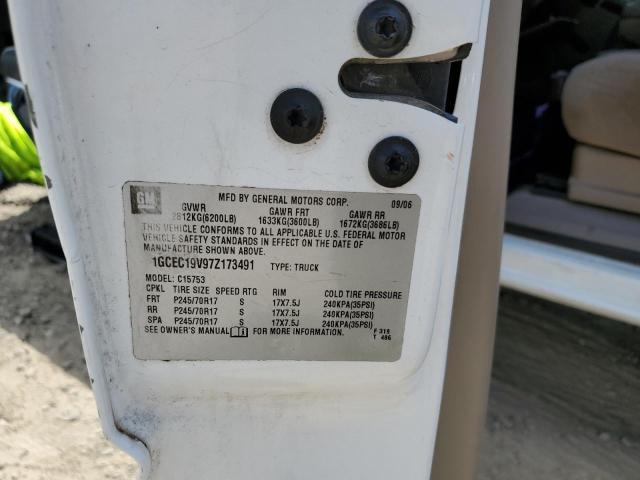 GM
MFD BY GENERAL MOTORS CORP. 09/06
GVWR GAWR FRT GAWR RR
2812KG(6200LB) 1633KG(3600LB) 1672KG(3686LB)
THIS VEHICLE CONFORMS TO ALL APPLICABLE U.S. FEDERAL MOTOR
VEHICLE SAFETY STANDARDS IN EFFECT ON THE DATE OF
MANUFACTURE SHOWN ABOVE.
1GCEC19V97Z173491 TYPE: TRUCK
MODEL: C15753
CPKL TIRE SIZE SPEED RTG RIM COLD TIRE PRESSURE
FRT P245/70R17 S 17X7.5J 240KPA(35PSI)
RR P245/70R17 S 17X7.5J 240KPA(35PSI)
SPA P245/70R17 S 17X7.5J 240KPA(35PSI)
SEE OWNER'S MANUAL FOR MORE INFORMATION.
F 319
T 486